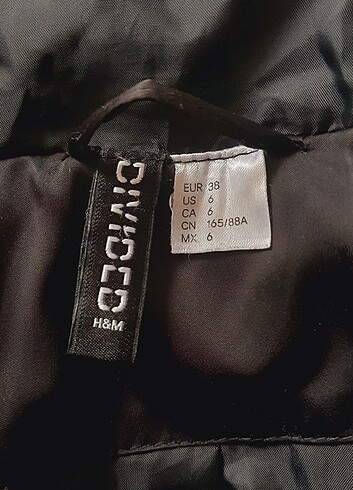 DIVIDED
H&M
EUR 38
US 6
CA 6
CN 165/88A
MX 6